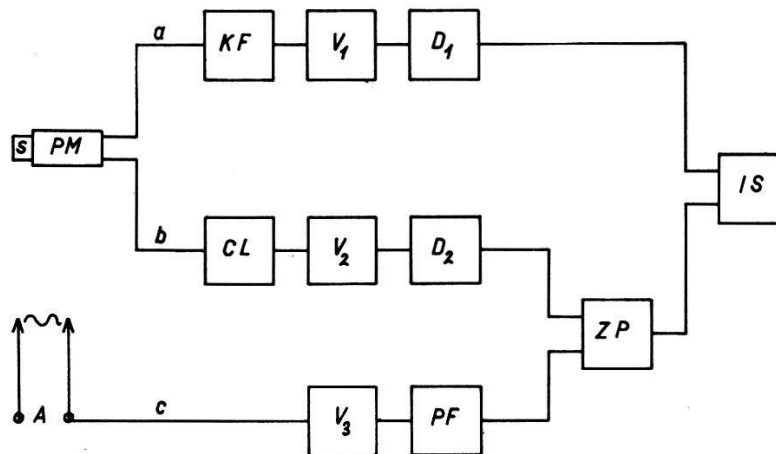 a KF V₁ D₁
s PM
IS
b CL V₂ D₂
ZP
A c V₃ PF